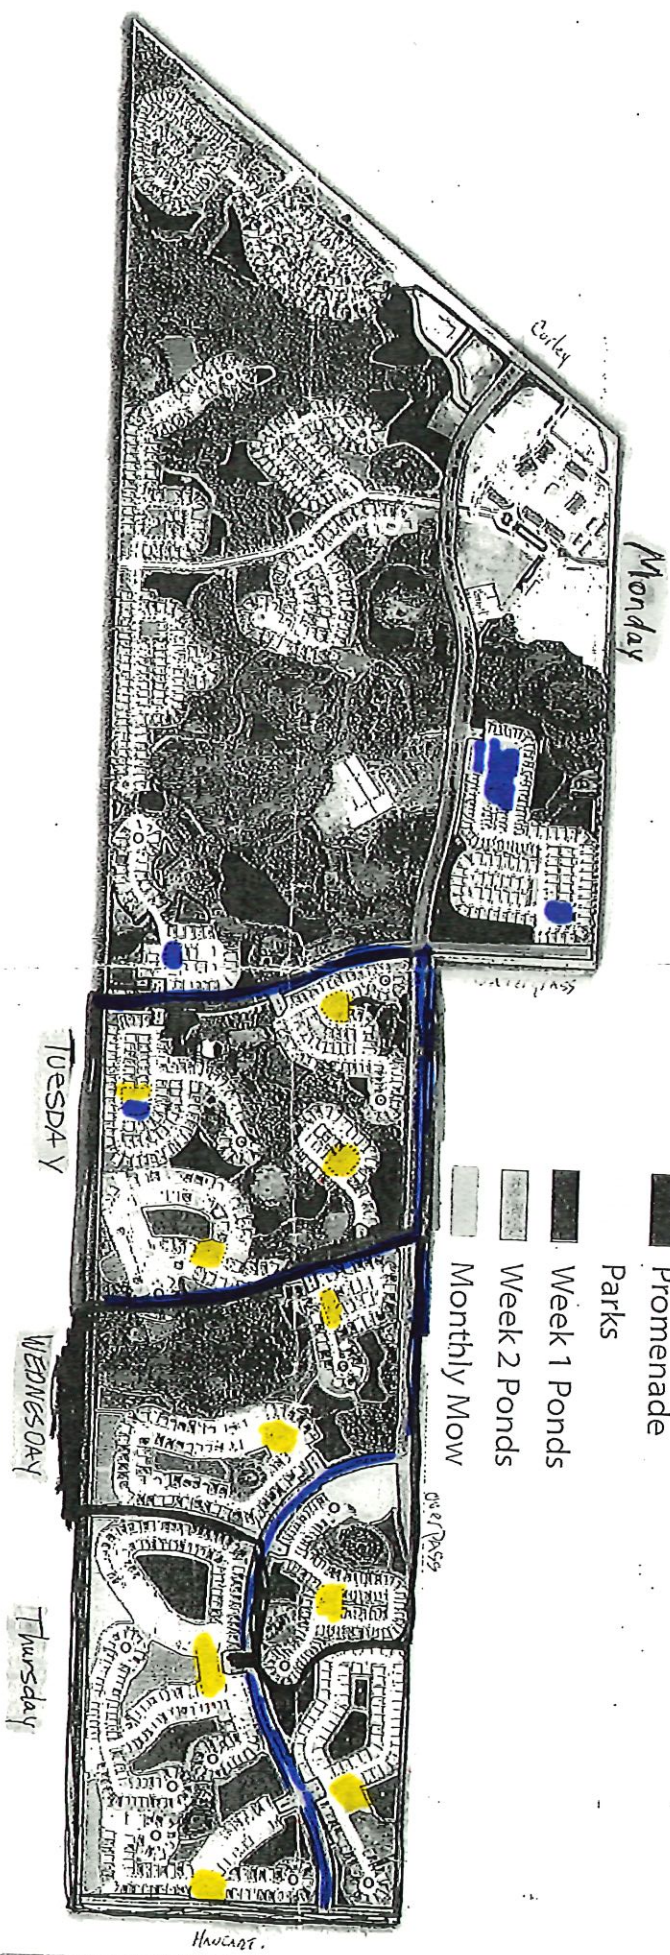 Curley
Monday
Promenade
Parks
Week 1 Ponds
Week 2 Ponds
Monthly Mow
TUESDAY
WEDNESDAY
OVERPASS
Thursday